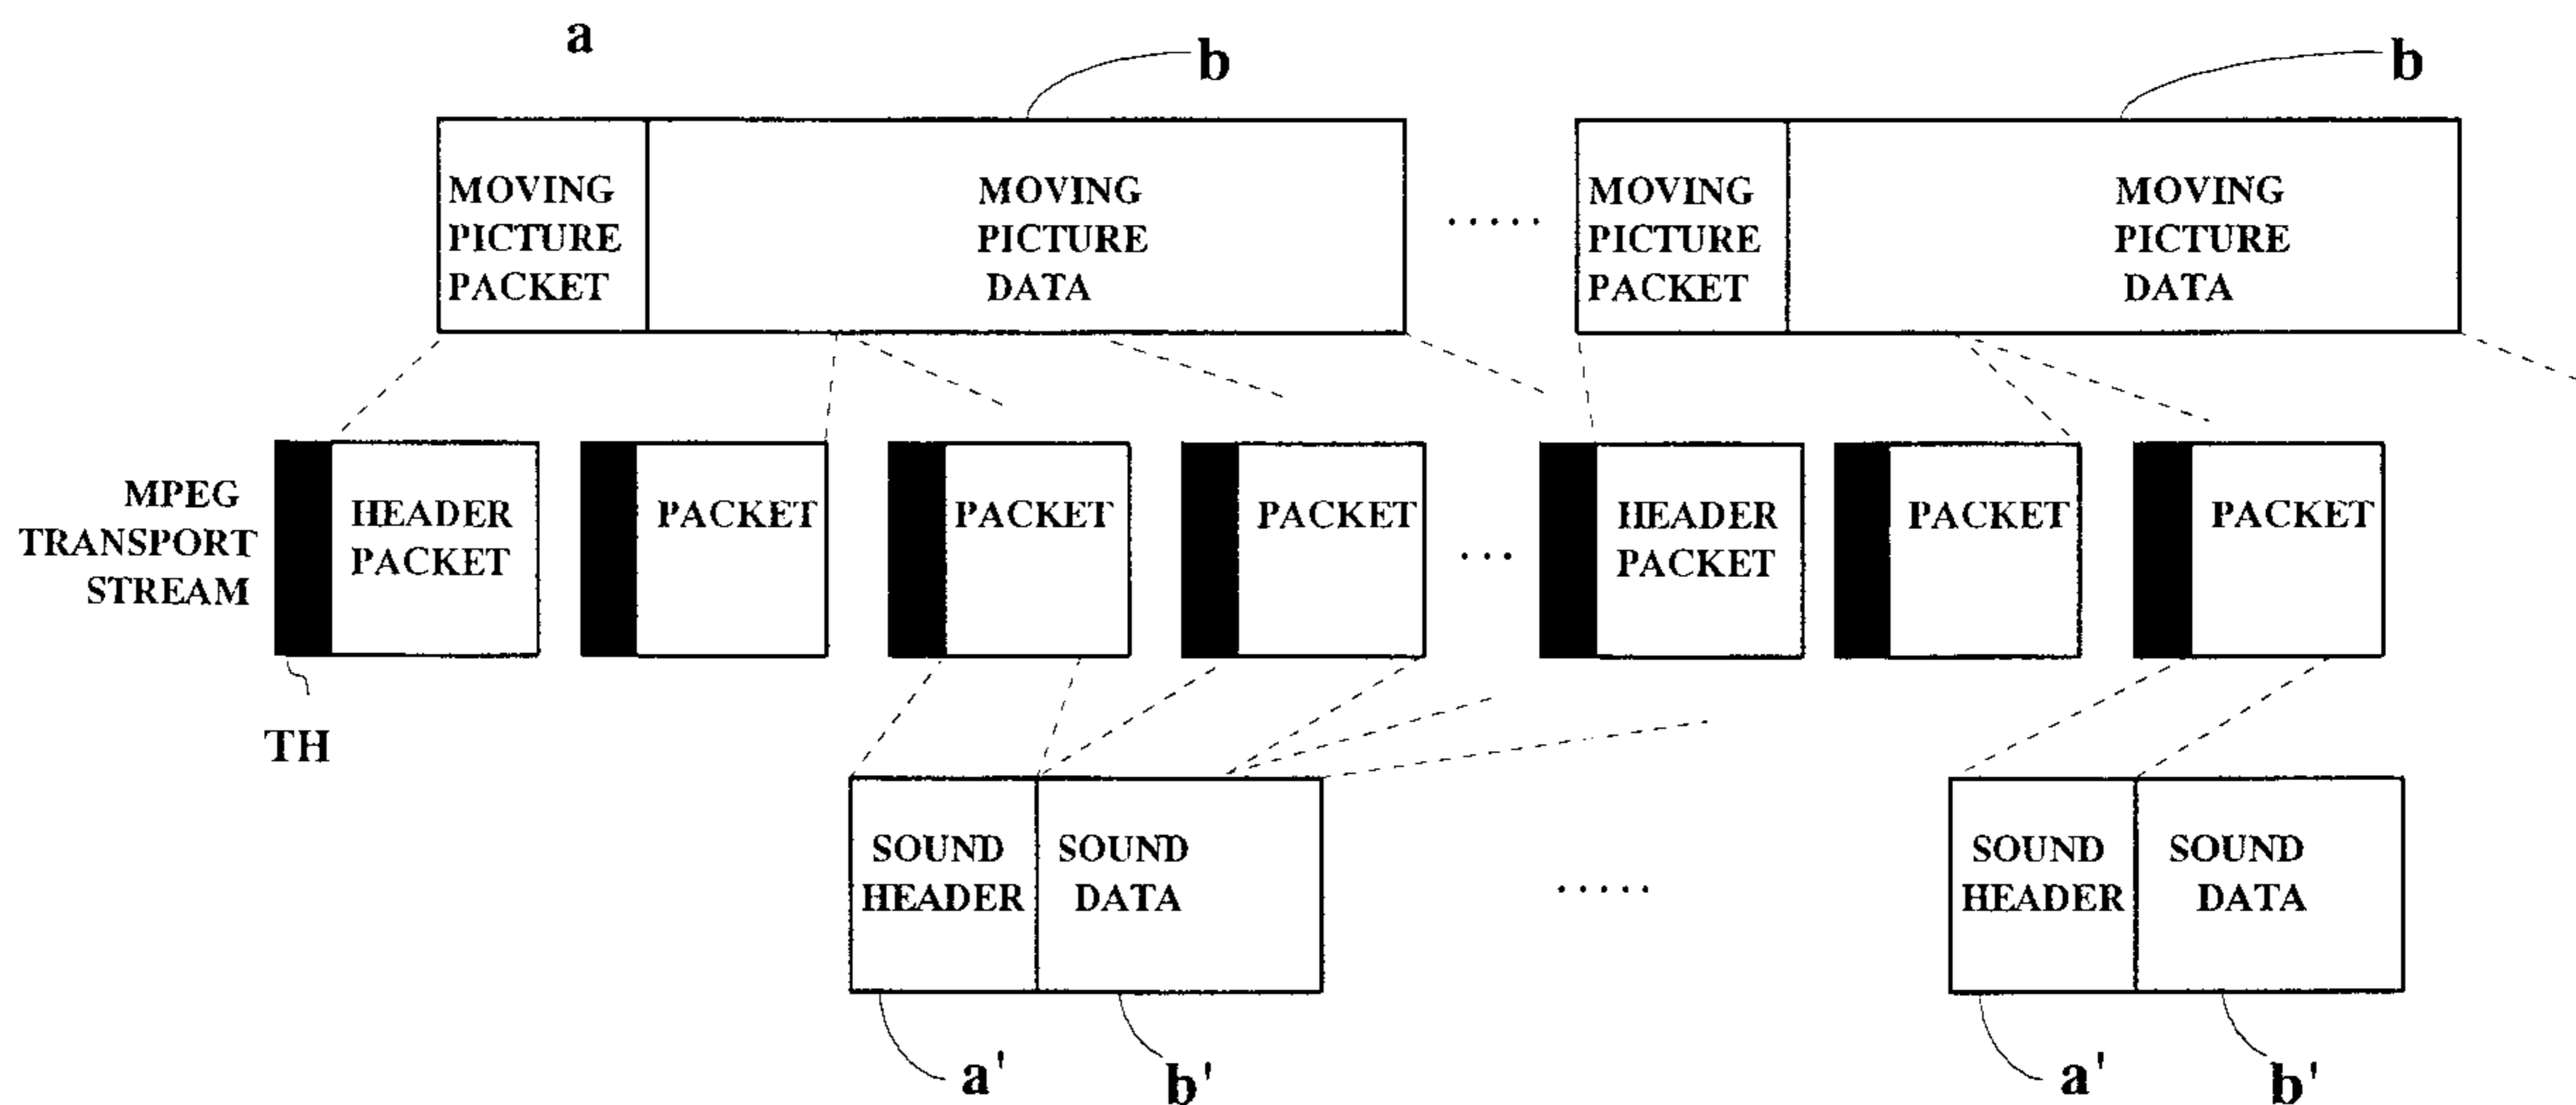 a
b
b
MOVING
PICTURE
PACKET
MOVING
PICTURE
DATA
.....
MOVING
PICTURE
PACKET
MOVING
PICTURE
DATA
MPEG
TRANSPORT
STREAM
HEADER
PACKET
PACKET
PACKET
PACKET
...
HEADER
PACKET
PACKET
PACKET
TH
SOUND
HEADER
SOUND
DATA
.....
SOUND
HEADER
SOUND
DATA
a'
b'
a'
b'